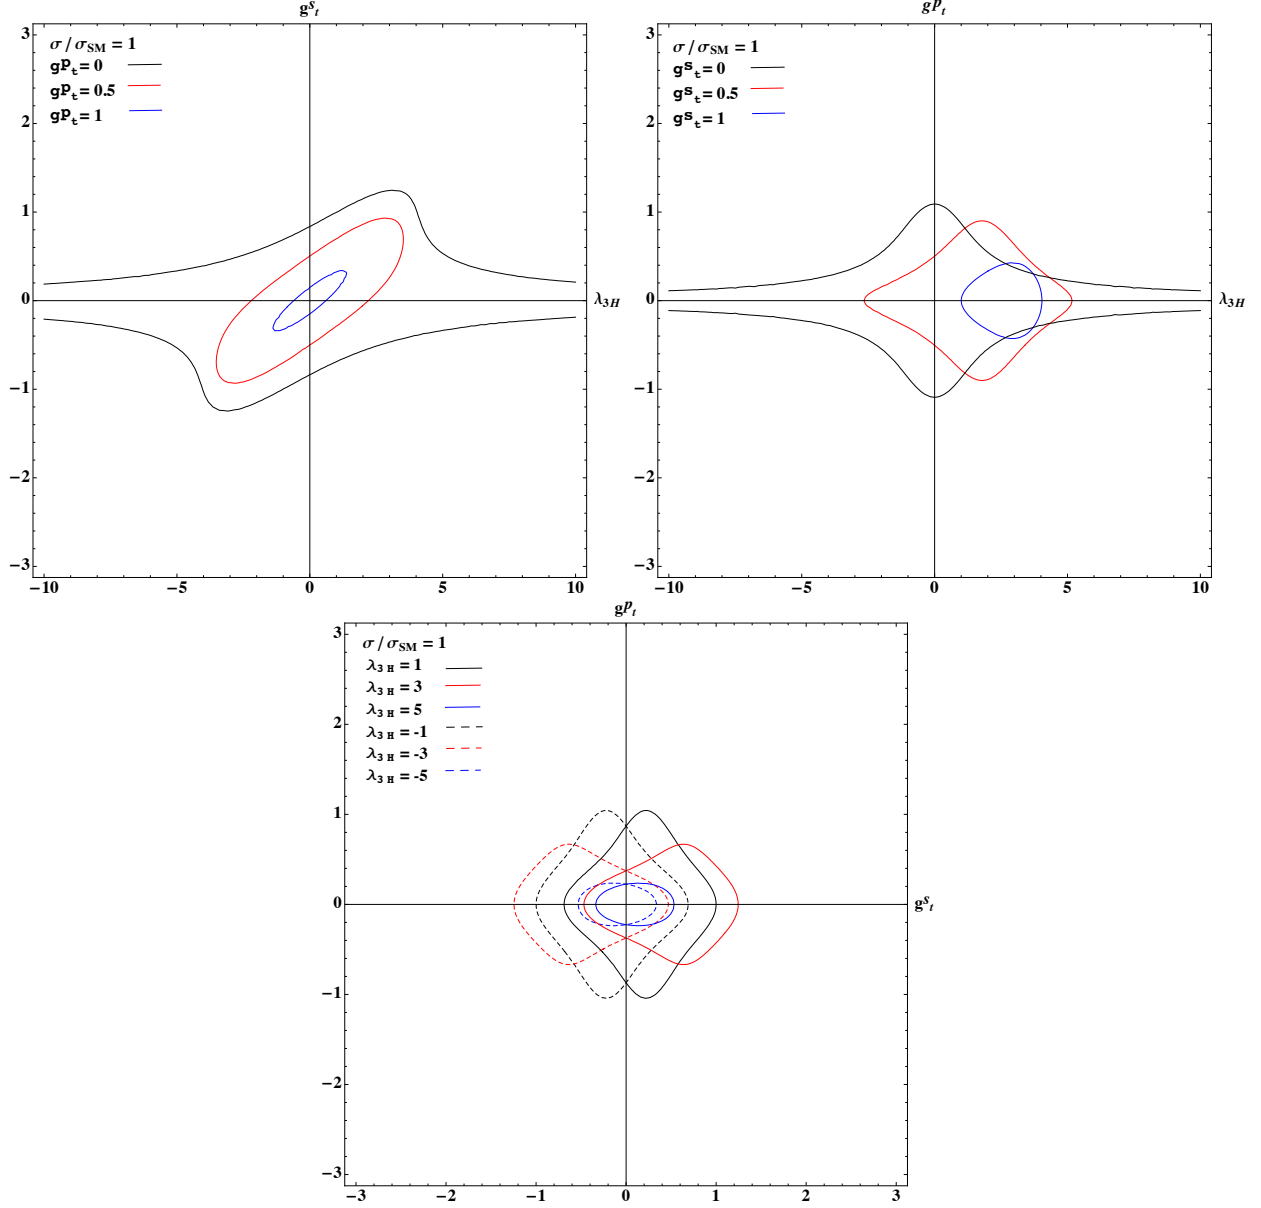 g^s_t
σ/σ_SM = 1
g^p_t = 0
g^p_t = 0.5
g^p_t = 1
3
2
1
0
−1
−2
−3
−10 −5 0 5 10
λ_3H
g^p_t
σ/σ_SM = 1
g^s_t = 0
g^s_t = 0.5
g^s_t = 1
3
2
1
0
−1
−2
−3
−10 −5 0 5 10
λ_3H
g^p_t
σ/σ_SM = 1
λ_3H = 1
λ_3H = 3
λ_3H = 5
λ_3H = -1
λ_3H = -3
λ_3H = -5
3
2
1
0
−1
−2
−3
−3 −2 −1 0 1 2 3
g^s_t